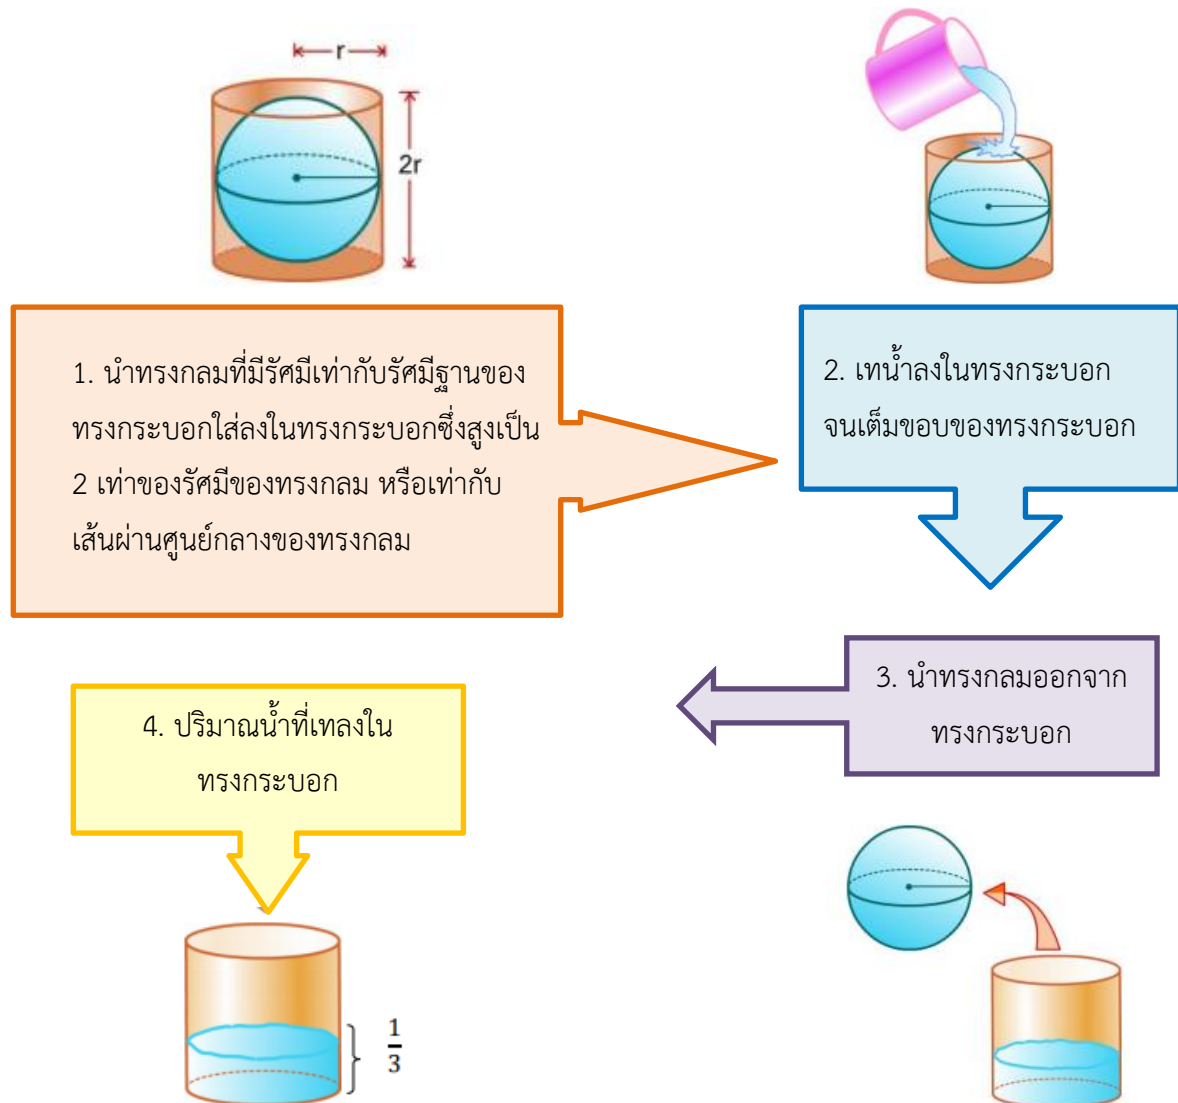 r
2r
1. นำทรงกลมที่มีรัศมีเท่ากับรัศมีฐานของ
ทรงกระบอกใส่ลงในทรงกระบอกซึ่งสูงเป็น
2 เท่าของรัศมีของทรงกลม หรือเท่ากับ
เส้นผ่านศูนย์กลางของทรงกลม
2. เทน้ำลงในทรงกระบอก
จนเต็มขอบของทรงกระบอก
3. นำทรงกลมออกจาก
ทรงกระบอก
4. ปริมาณน้ำที่เทลงใน
ทรงกระบอก
1
3